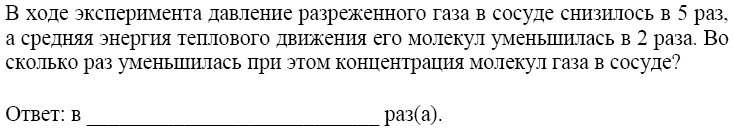 В ходе эксперимента давление разреженного газа в сосуде снизилось в 5 раз,
а средняя энергия теплового движения его молекул уменьшилась в 2 раза. Во
сколько раз уменьшилась при этом концентрация молекул газа в сосуде?
Ответ: в ___________________________ раз(а).